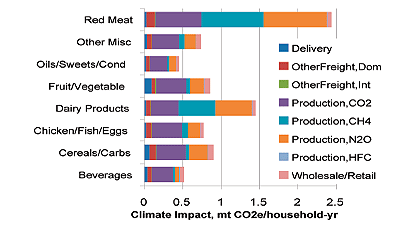 Red Meat
Other Misc
Oils/Sweets/Cond
Fruit/Vegetable
Dairy Products
Chicken/Fish/Eggs
Cereals/Carbs
Beverages
Delivery
OtherFreight,Dom
OtherFreight,Int
Production,CO2
Production,CH4
Production,N2O
Production,HFC
Wholesale/Retail
0 0.5 1 1.5 2 2.5
Climate Impact, mt CO2e/household-yr